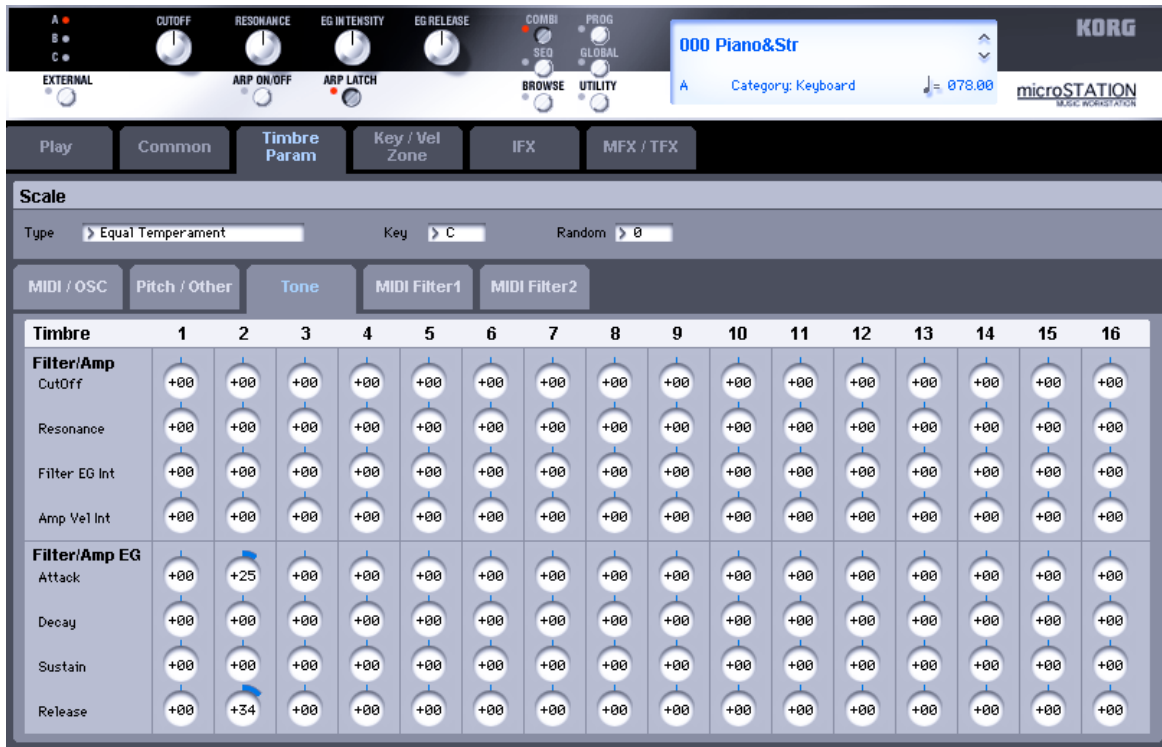 A
B
C
CUTOFF RESONANCE EG INTENSITY EG RELEASE
COMBI PROG
SEQ GLOBAL
EXTERNAL ARP ON/OFF ARP LATCH BROWSE UTILITY
000 Piano&Str
A Category: Keyboard ♩= 078.00
KORG
microSTATION
MUSIC WORKSTATION
Play Common Timbre Param Key / Vel Zone IFX MFX / TFX
Scale
Type Equal Temperament Key C Random 0
MIDI / OSC Pitch / Other Tone MIDI Filter1 MIDI Filter2
Timbre 1 2 3 4 5 6 7 8 9 10 11 12 13 14 15 16
Filter/Amp
CutOff +00 +00 +00 +00 +00 +00 +00 +00 +00 +00 +00 +00 +00 +00 +00 +00
Resonance +00 +00 +00 +00 +00 +00 +00 +00 +00 +00 +00 +00 +00 +00 +00 +00
Filter EG Int +00 +00 +00 +00 +00 +00 +00 +00 +00 +00 +00 +00 +00 +00 +00 +00
Amp Vel Int +00 +00 +00 +00 +00 +00 +00 +00 +00 +00 +00 +00 +00 +00 +00 +00
Filter/Amp EG
Attack +00 +25 +00 +00 +00 +00 +00 +00 +00 +00 +00 +00 +00 +00 +00 +00
Decay +00 +00 +00 +00 +00 +00 +00 +00 +00 +00 +00 +00 +00 +00 +00 +00
Sustain +00 +00 +00 +00 +00 +00 +00 +00 +00 +00 +00 +00 +00 +00 +00 +00
Release +00 +34 +00 +00 +00 +00 +00 +00 +00 +00 +00 +00 +00 +00 +00 +00